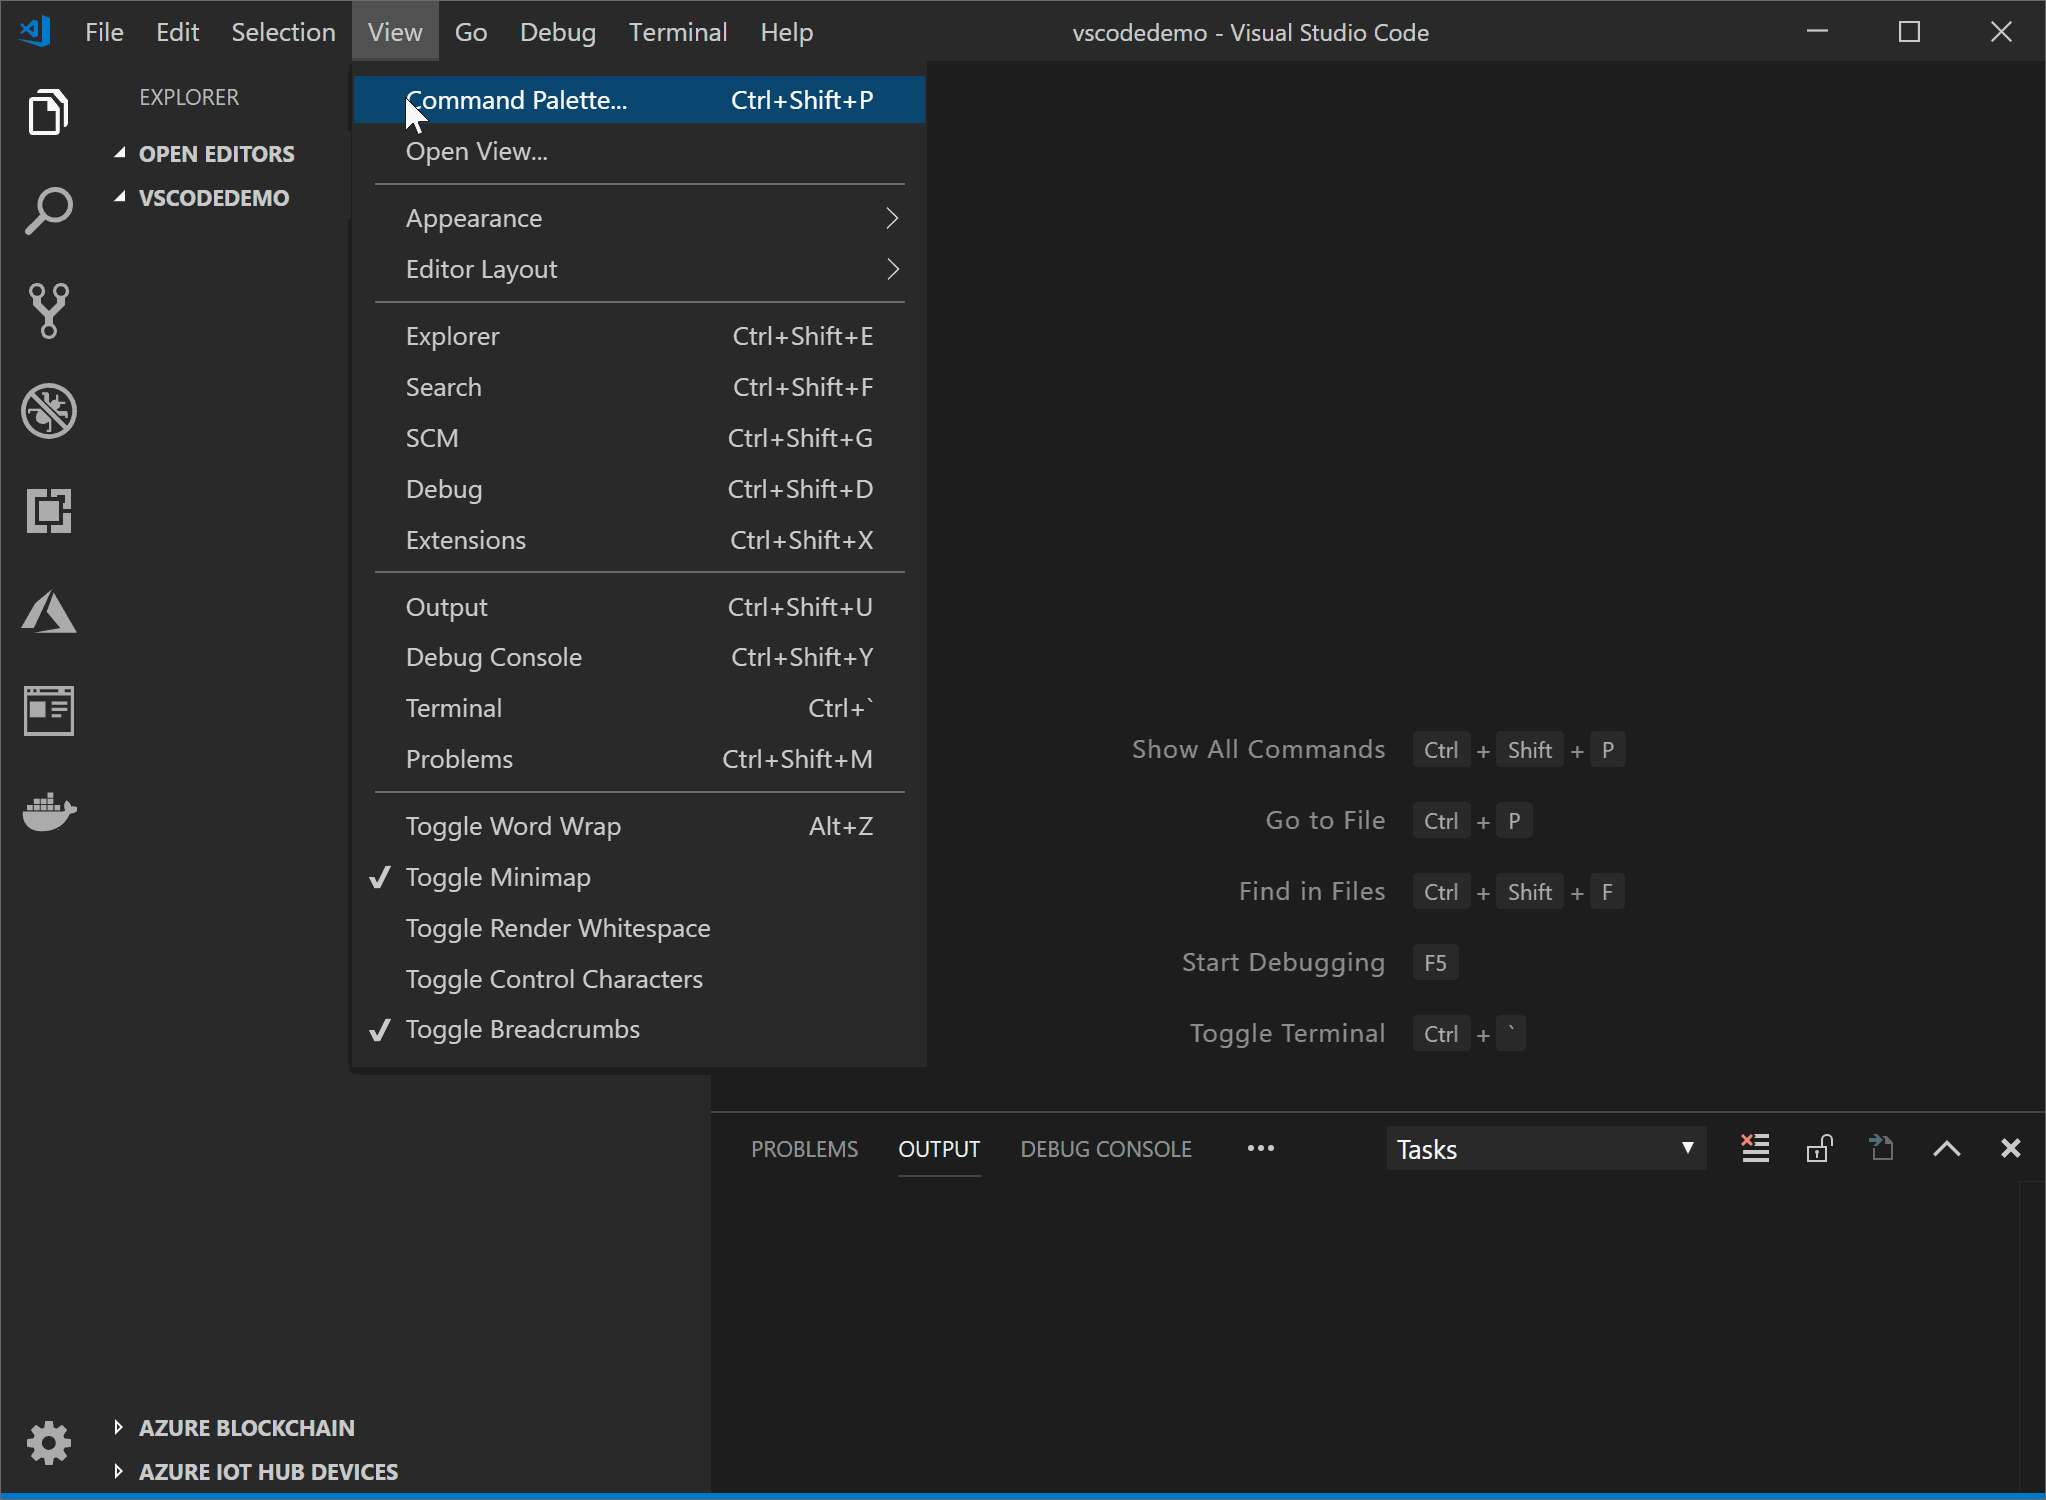 File Edit Selection View Go Debug Terminal Help vscodedemo - Visual Studio Code
EXPLORER
OPEN EDITORS
VSCODEDEMO
Command Palette... Ctrl+Shift+P
Open View...
Appearance
Editor Layout
Explorer Ctrl+Shift+E
Search Ctrl+Shift+F
SCM Ctrl+Shift+G
Debug Ctrl+Shift+D
Extensions Ctrl+Shift+X
Output Ctrl+Shift+U
Debug Console Ctrl+Shift+Y
Terminal Ctrl+`
Problems Ctrl+Shift+M
Toggle Word Wrap Alt+Z
Toggle Minimap
Toggle Render Whitespace
Toggle Control Characters
Toggle Breadcrumbs
Show All Commands Ctrl + Shift + P
Go to File Ctrl + P
Find in Files Ctrl + Shift + F
Start Debugging F5
Toggle Terminal Ctrl + `
PROBLEMS OUTPUT DEBUG CONSOLE ••• Tasks
AZURE BLOCKCHAIN
AZURE IOT HUB DEVICES